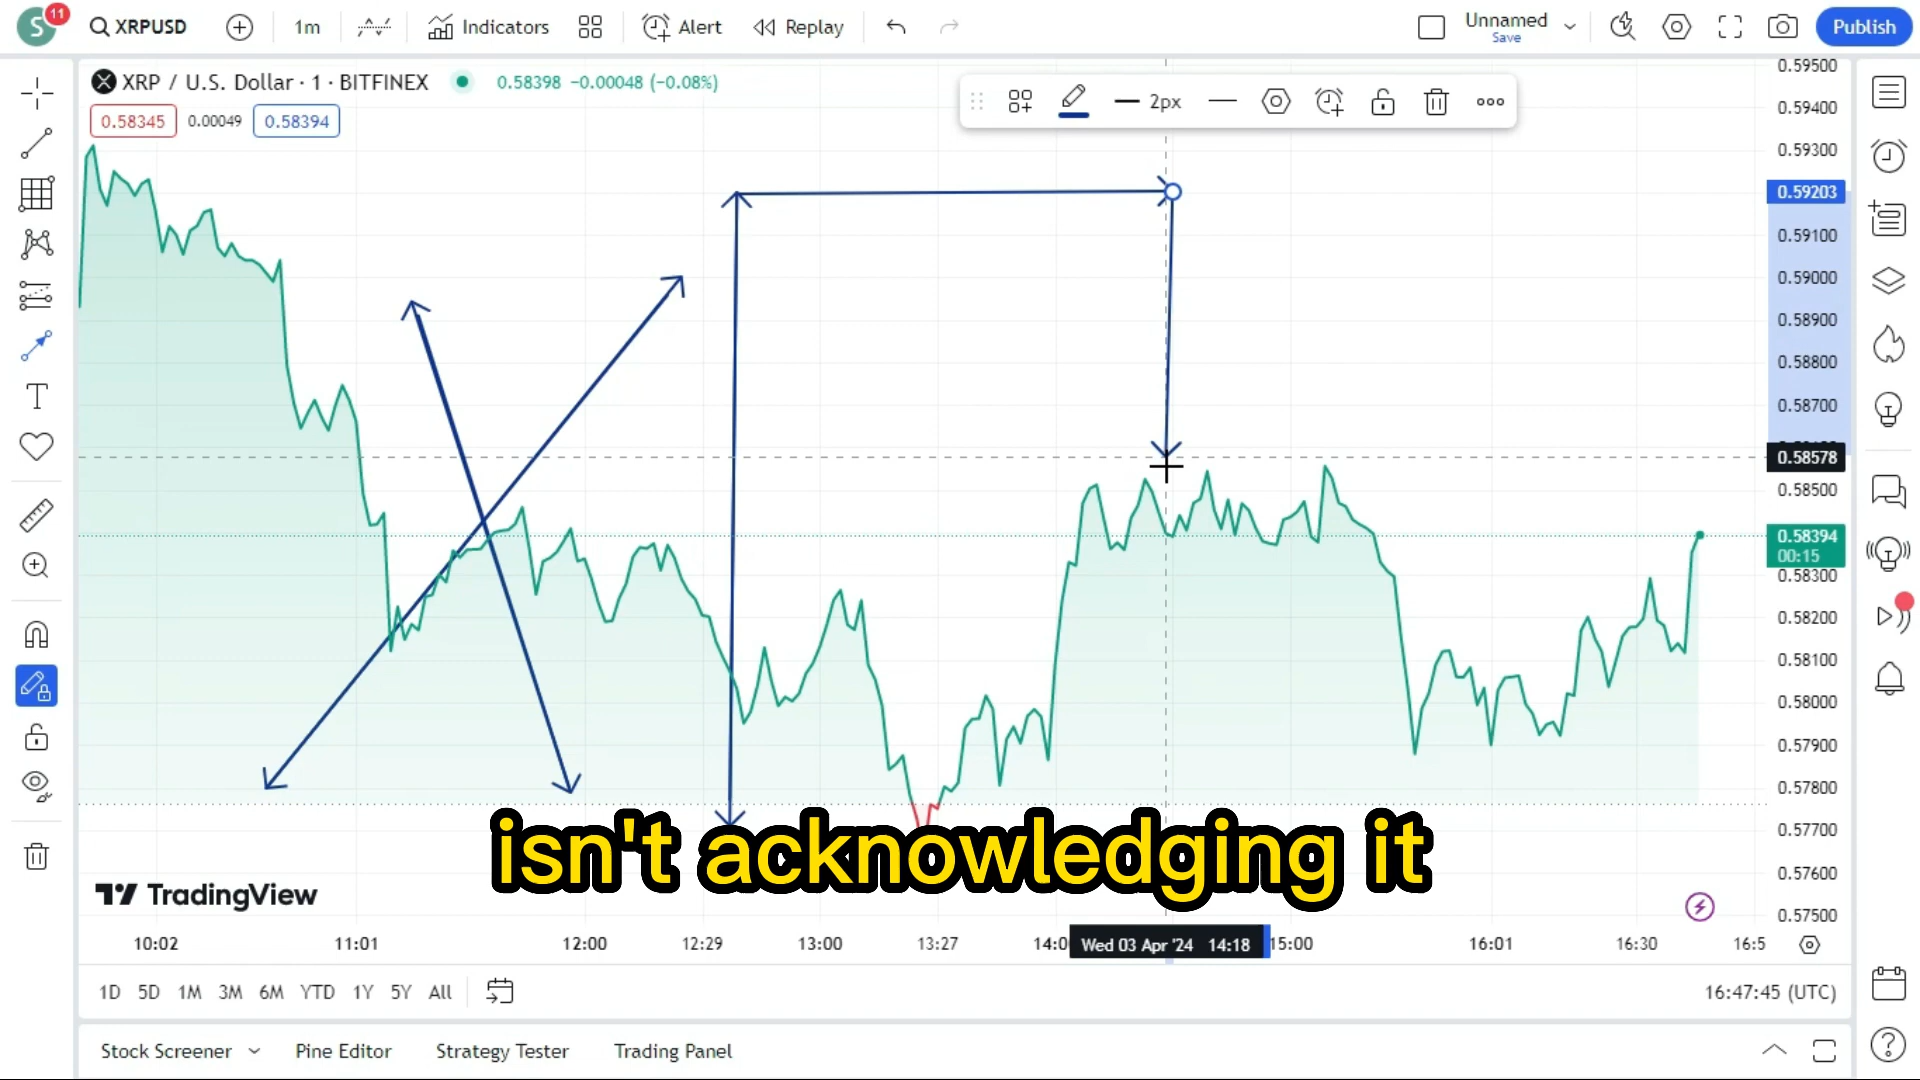 S
11
XRPUSD
1m
Indicators
Alert
Replay
Unnamed
Save
Publish
XRP / U.S. Dollar · 1 · BITFINEX
0.58398 −0.00048 (−0.08%)
0.58345
0.00049
0.58394
2px
0.59500
0.59400
0.59300
0.59203
0.59100
0.59000
0.58900
0.58800
0.58700
0.58578
0.58500
0.58394
00:15
0.58300
0.58200
0.58100
0.58000
0.57900
0.57800
0.57700
0.57600
0.57500
isn't acknowledging it
TradingView
10:02
11:01
12:00
12:29
13:00
13:27
14:0
Wed 03 Apr '24 14:18
15:00
16:01
16:30
16:5
1D 5D 1M 3M 6M YTD 1Y 5Y All
16:47:45 (UTC)
Stock Screener
Pine Editor
Strategy Tester
Trading Panel